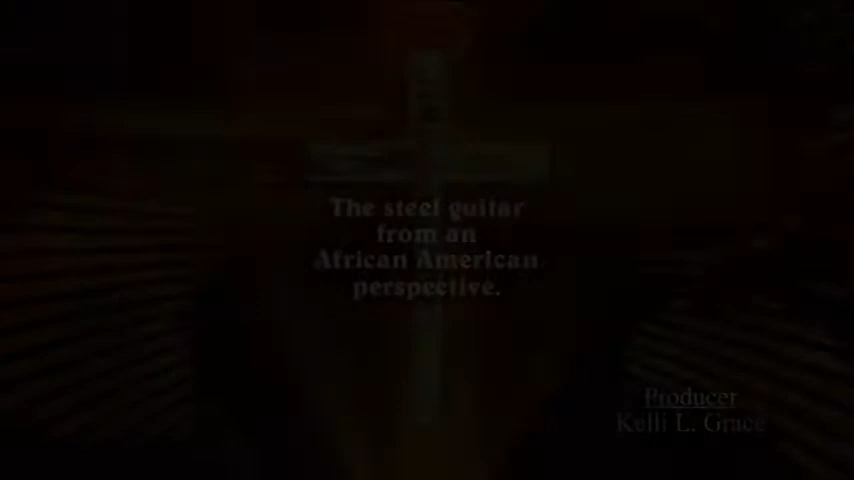 The steel guitar
from an
African American
perspective.
Producer
Kelli L. Grace